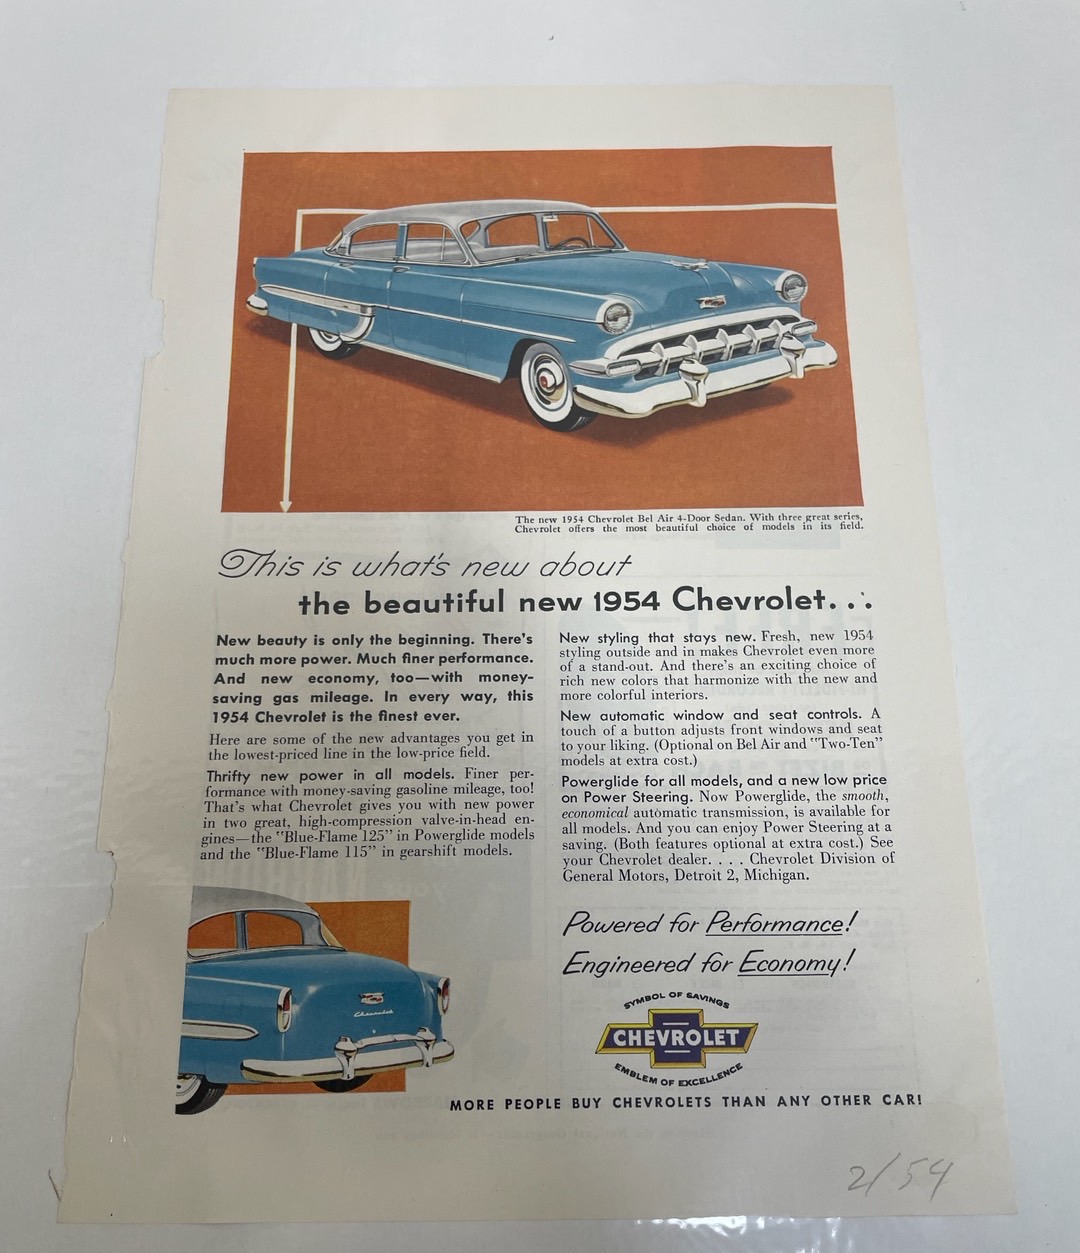 The new 1954 Chevrolet Bel Air 4-Door Sedan. With three great series,
Chevrolet offers the most beautiful choice of models in its field.
This is what's new about
the beautiful new 1954 Chevrolet...
New beauty is only the beginning. There's
much more power. Much finer performance.
And new economy, too—with money-
saving gas mileage. In every way, this
1954 Chevrolet is the finest ever.
Here are some of the new advantages you get in
the lowest-priced line in the low-price field.
Thrifty new power in all models. Finer per-
formance with money-saving gasoline mileage, too!
That's what Chevrolet gives you with new power
in two great, high-compression valve-in-head en-
gines—the "Blue-Flame 125" in Powerglide models
and the "Blue-Flame 115" in gearshift models.
New styling that stays new. Fresh, new 1954
styling outside and in makes Chevrolet even more
of a stand-out. And there's an exciting choice of
rich new colors that harmonize with the new and
more colorful interiors.
New automatic window and seat controls. A
touch of a button adjusts front windows and seat
to your liking. (Optional on Bel Air and "Two-Ten"
models at extra cost.)
Powerglide for all models, and a new low price
on Power Steering. Now Powerglide, the smooth,
economical automatic transmission, is available for
all models. And you can enjoy Power Steering at a
saving. (Both features optional at extra cost.) See
your Chevrolet dealer. . . . Chevrolet Division of
General Motors, Detroit 2, Michigan.
Chevrolet
Powered for Performance!
Engineered for Economy!
SYMBOL OF SAVINGS
CHEVROLET
EMBLEM OF EXCELLENCE
MORE PEOPLE BUY CHEVROLETS THAN ANY OTHER CAR!
2/54